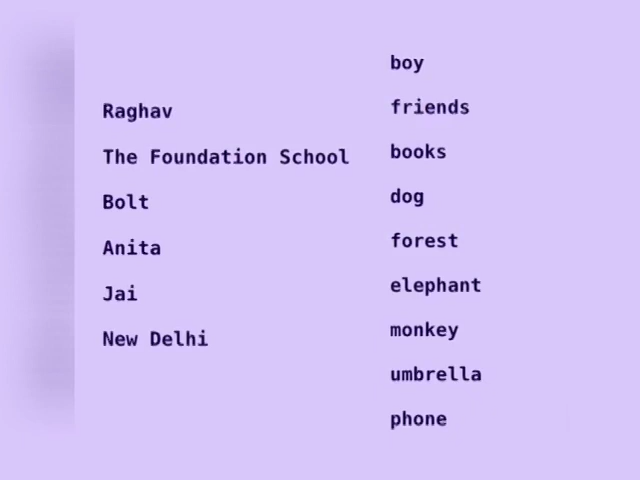 Raghav
The Foundation School
Bolt
Anita
Jai
New Delhi
boy
friends
books
dog
forest
elephant
monkey
umbrella
phone